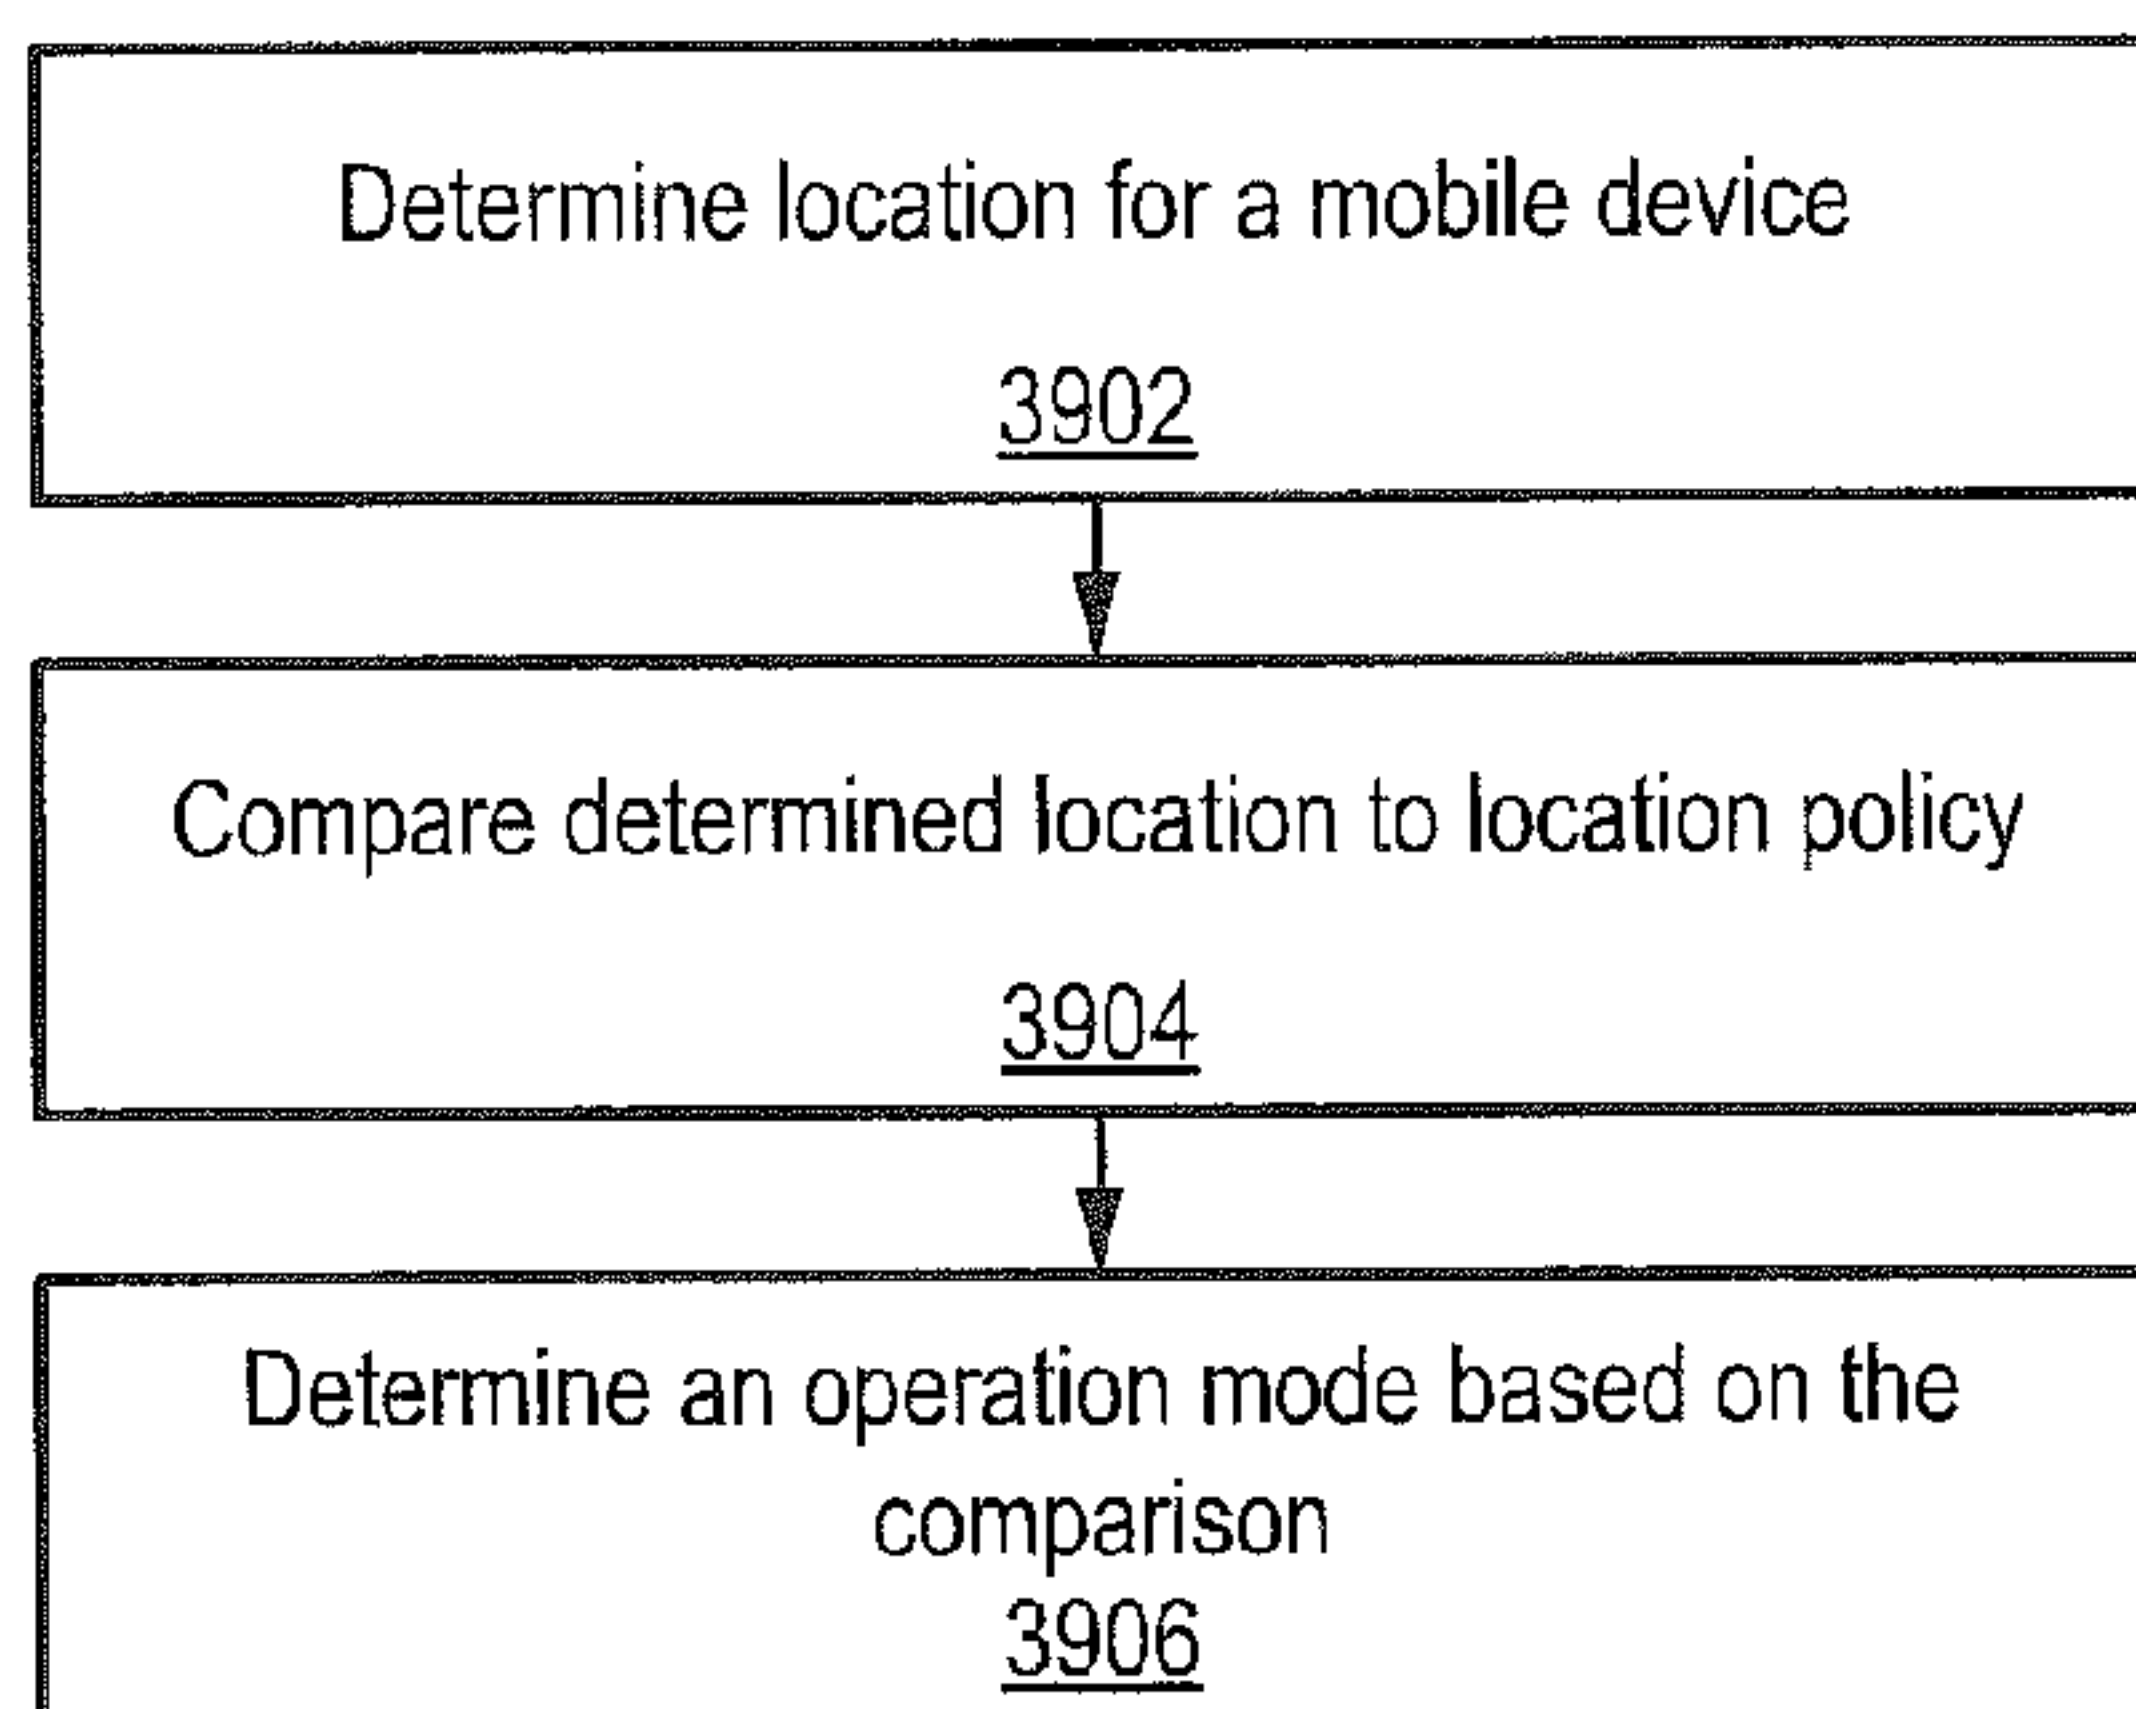 Determine location for a mobile device
3902
Compare determined location to location policy
3904
Determine an operation mode based on the
comparison
3906